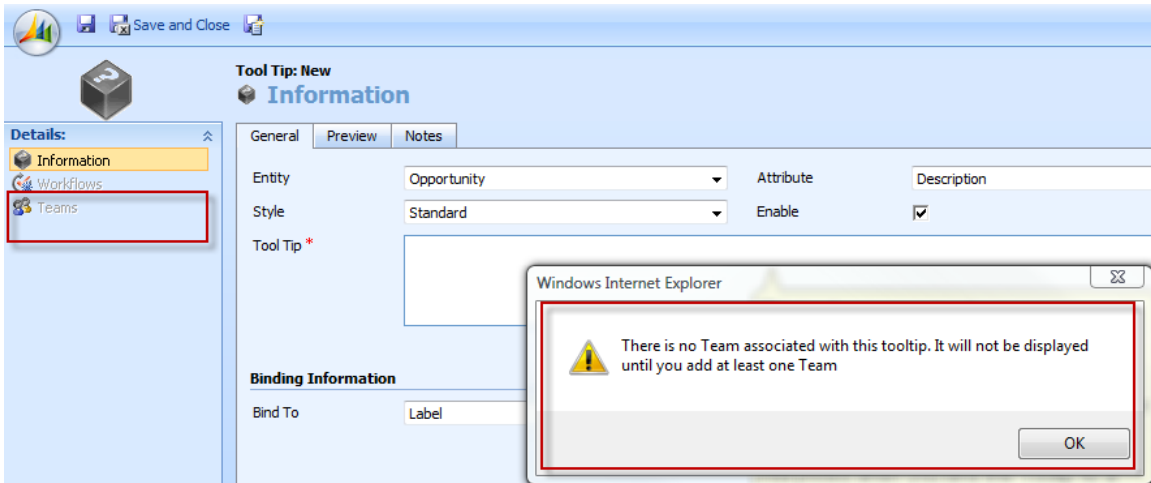 Save and Close
Tool Tip: New
Information
Details:
Information
Workflows
Teams
General Preview Notes
Entity Opportunity Attribute Description
Style Standard Enable
Tool Tip *
Windows Internet Explorer
There is no Team associated with this tooltip. It will not be displayed
until you add at least one Team
OK
Binding Information
Bind To Label